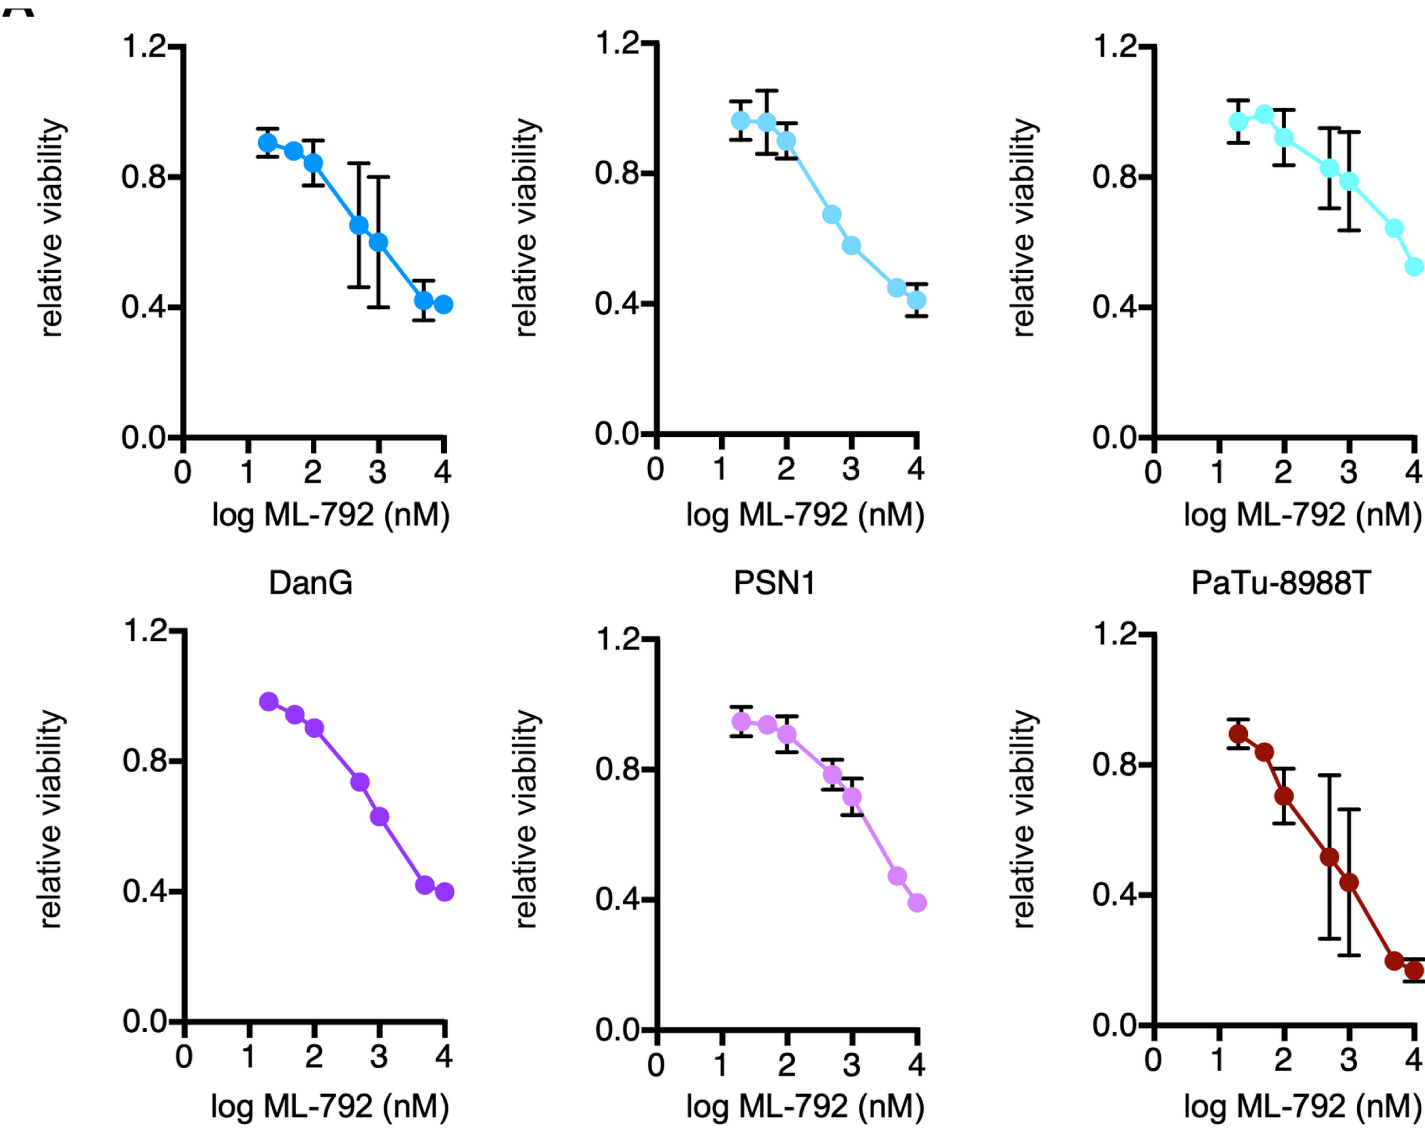 1.2 1.2 1.2
relative viability relative viability relative viability
0.8 0.8 0.8
0.4 0.4 0.4
0.0 0.0 0.0
0 1 2 3 4 0 1 2 3 4 0 1 2 3 4
log ML-792 (nM) log ML-792 (nM) log ML-792 (nM)
DanG PSN1 PaTu-8988T
1.2 1.2 1.2
relative viability relative viability relative viability
0.8 0.8 0.8
0.4 0.4 0.4
0.0 0.0 0.0
0 1 2 3 4 0 1 2 3 4 0 1 2 3 4
log ML-792 (nM) log ML-792 (nM) log ML-792 (nM)